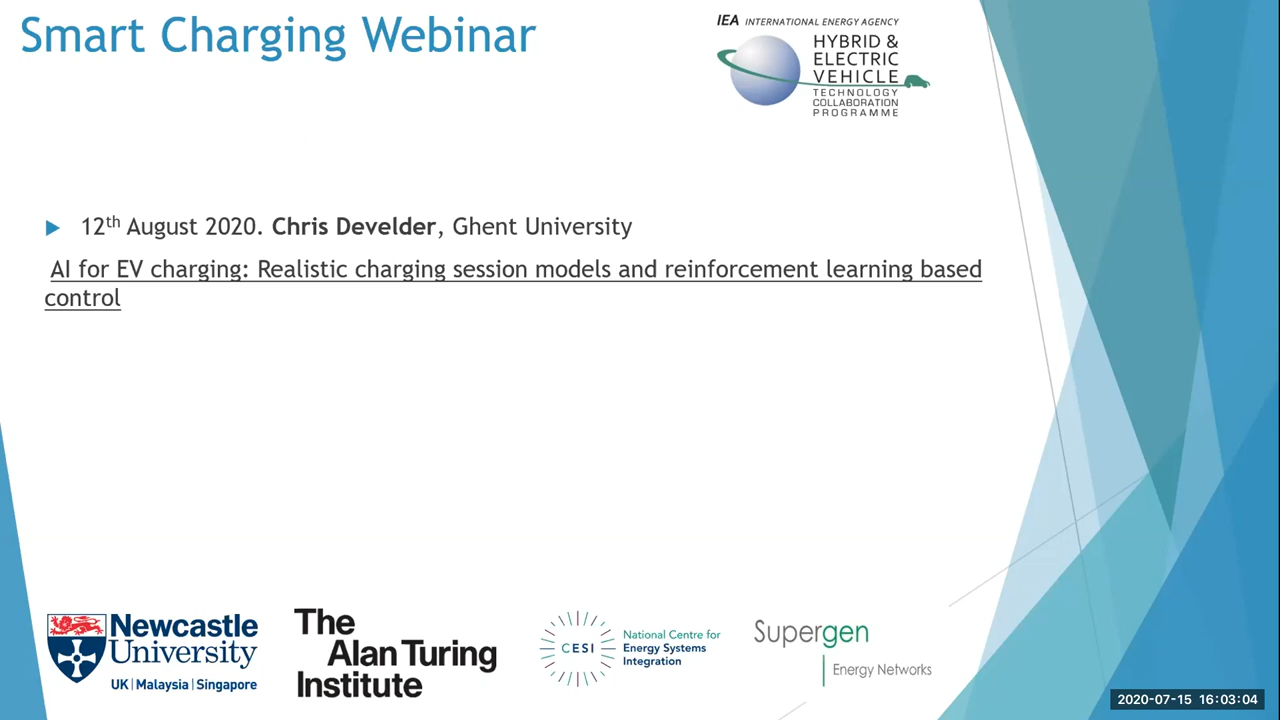 Smart Charging Webinar
IEA INTERNATIONAL ENERGY AGENCY
HYBRID &
ELECTRIC
VEHICLE
TECHNOLOGY
COLLABORATION
PROGRAMME
12th August 2020. Chris Develder, Ghent University
AI for EV charging: Realistic charging session models and reinforcement learning based
control
Newcastle
University
UK | Malaysia | Singapore
The
Alan Turing
Institute
CESI
National Centre for
Energy Systems
Integration
Supergen
Energy Networks
2020-07-15 16:03:04